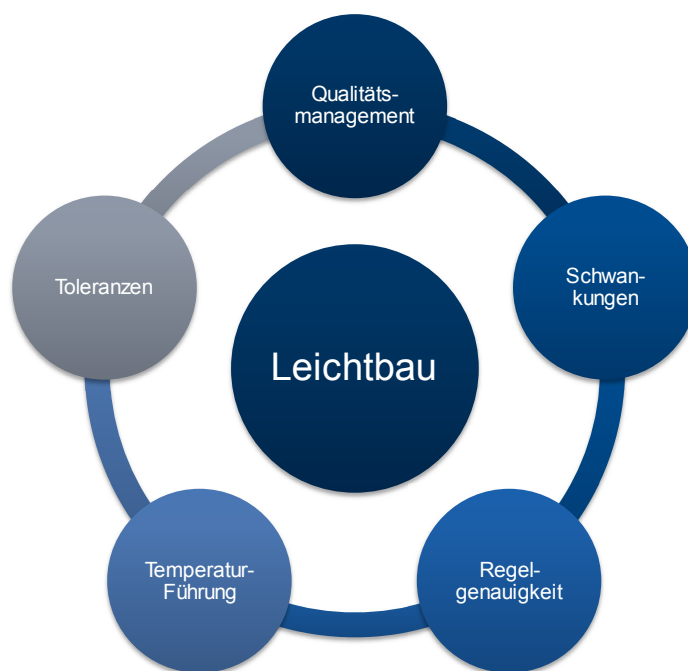 Qualitäts-
management
Schwan-
kungen
Toleranzen
Leichtbau
Temperatur-
Führung
Regel-
genauigkeit